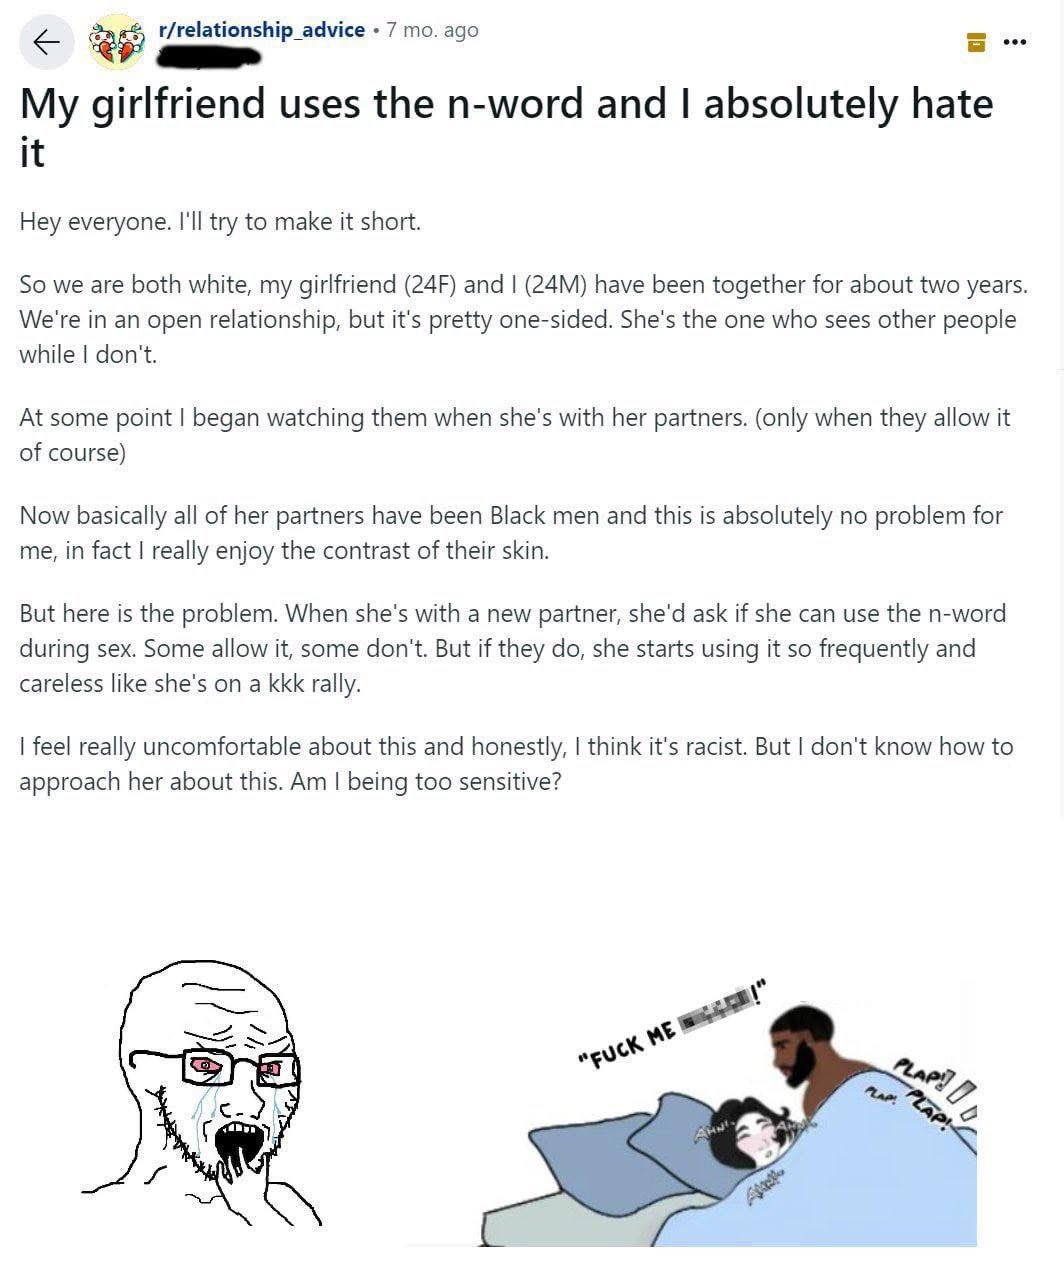 r/relationship_advice • 7 mo. ago
My girlfriend uses the n-word and I absolutely hate
it
Hey everyone. I'll try to make it short.
So we are both white, my girlfriend (24F) and I (24M) have been together for about two years.
We're in an open relationship, but it's pretty one-sided. She's the one who sees other people
while I don't.
At some point I began watching them when she's with her partners. (only when they allow it
of course)
Now basically all of her partners have been Black men and this is absolutely no problem for
me, in fact I really enjoy the contrast of their skin.
But here is the problem. When she's with a new partner, she'd ask if she can use the n-word
during sex. Some allow it, some don't. But if they do, she starts using it so frequently and
careless like she's on a kkk rally.
I feel really uncomfortable about this and honestly, I think it's racist. But I don't know how to
approach her about this. Am I being too sensitive?
"FUCK ME !"
PLAP!
PLAP!
PLAP!
AHN!